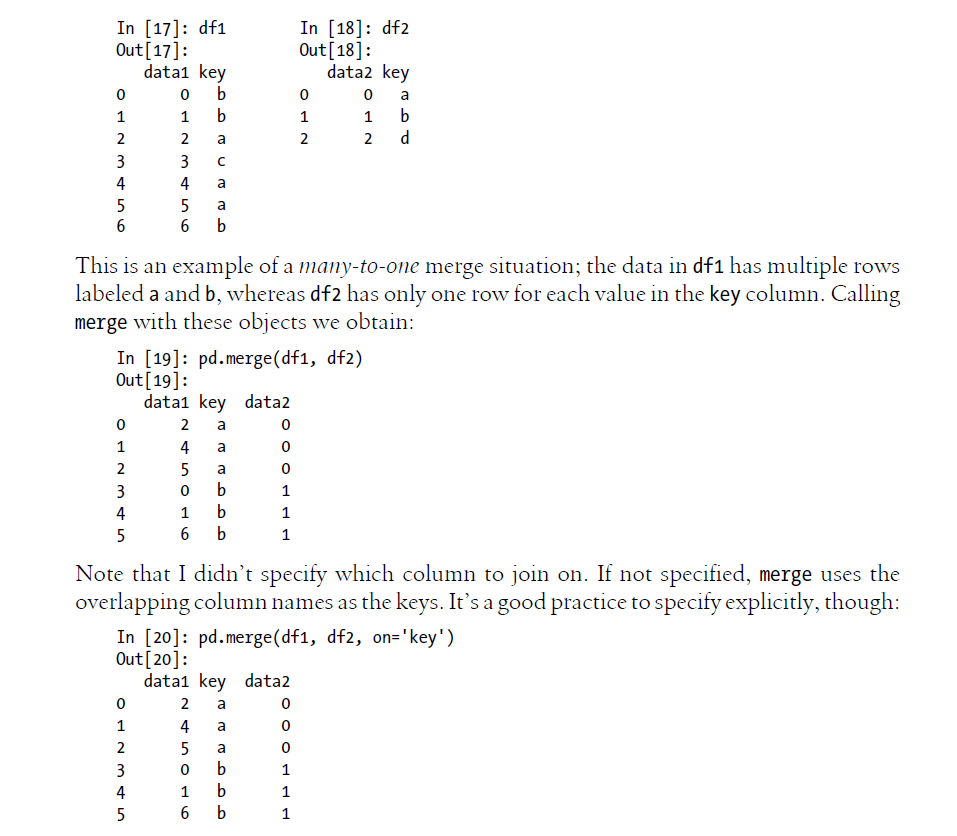 In [17]: df1        In [18]: df2
Out[17]:            Out[18]:
   data1 key           data2 key
0      0   b        0      0   a
1      1   b        1      1   b
2      2   a        2      2   d
3      3   c
4      4   a
5      5   a
6      6   b
This is an example of a many-to-one merge situation; the data in df1 has multiple rows
labeled a and b, whereas df2 has only one row for each value in the key column. Calling
merge with these objects we obtain:
In [19]: pd.merge(df1, df2)
Out[19]:
   data1 key  data2
0      2   a      0
1      4   a      0
2      5   a      0
3      0   b      1
4      1   b      1
5      6   b      1
Note that I didn’t specify which column to join on. If not specified, merge uses the
overlapping column names as the keys. It’s a good practice to specify explicitly, though:
In [20]: pd.merge(df1, df2, on='key')
Out[20]:
   data1 key  data2
0      2   a      0
1      4   a      0
2      5   a      0
3      0   b      1
4      1   b      1
5      6   b      1